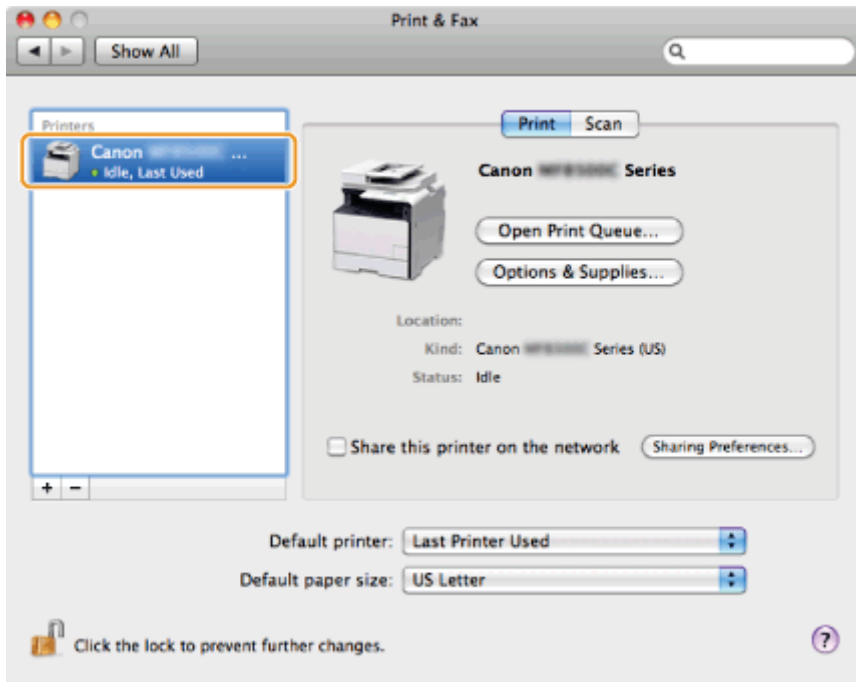 Print & Fax
Show All
Printers
Canon ...
Idle, Last Used
Print Scan
Canon Series
Open Print Queue...
Options & Supplies...
Location:
Kind: Canon Series (US)
Status: Idle
Share this printer on the network Sharing Preferences...
+ −
Default printer: Last Printer Used
Default paper size: US Letter
Click the lock to prevent further changes. ?